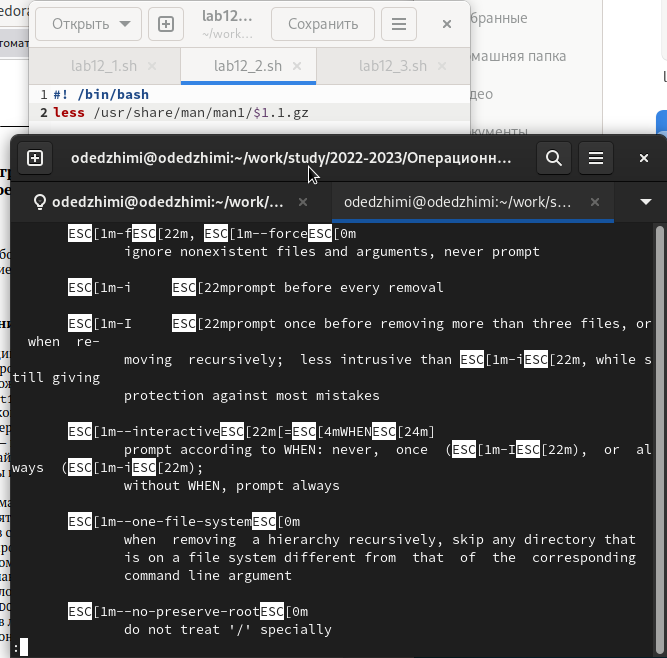 Открыть
lab12...
~/work...
Сохранить
lab12_1.sh
lab12_2.sh
lab12_3.sh
1 #! /bin/bash
2 less /usr/share/man/man1/$1.1.gz
бранные
машняя папка
део
кументы
odedzhimi@odedzhimi:~/work/study/2022-2023/Операционн...
odedzhimi@odedzhimi:~/work/...
odedzhimi@odedzhimi:~/work/s...
ESC[1m-fESC[22m, ESC[1m--forceESC[0m
ignore nonexistent files and arguments, never prompt
ESC[1m-i     ESC[22mprompt before every removal
ESC[1m-I     ESC[22mprompt once before removing more than three files, or
when  re-
moving  recursively;  less intrusive than ESC[1m-iESC[22m, while s
till giving
protection against most mistakes
ESC[1m--interactiveESC[22m[=ESC[4mWHENESC[24m]
prompt according to WHEN: never,  once  (ESC[1m-IESC[22m),  or  al
ways  (ESC[1m-iESC[22m);
without WHEN, prompt always
ESC[1m--one-file-systemESC[0m
when  removing  a hierarchy recursively, skip any directory that
is on a file system different from  that  of  the  corresponding
command line argument
ESC[1m--no-preserve-rootESC[0m
do not treat '/' specially
: